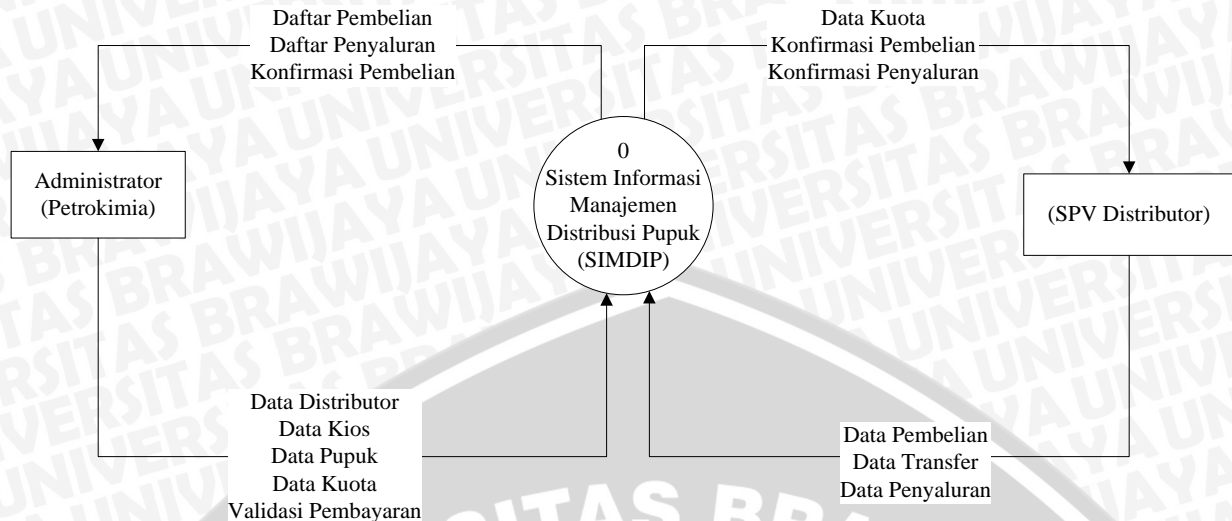 Daftar Pembelian
Daftar Penyaluran
Konfirmasi Pembelian
Data Kuota
Konfirmasi Pembelian
Konfirmasi Penyaluran
Administrator
(Petrokimia)
0
Sistem Informasi
Manajemen
Distribusi Pupuk
(SIMDIP)
(SPV Distributor)
Data Distributor
Data Kios
Data Pupuk
Data Kuota
Validasi Pembayaran
Data Pembelian
Data Transfer
Data Penyaluran